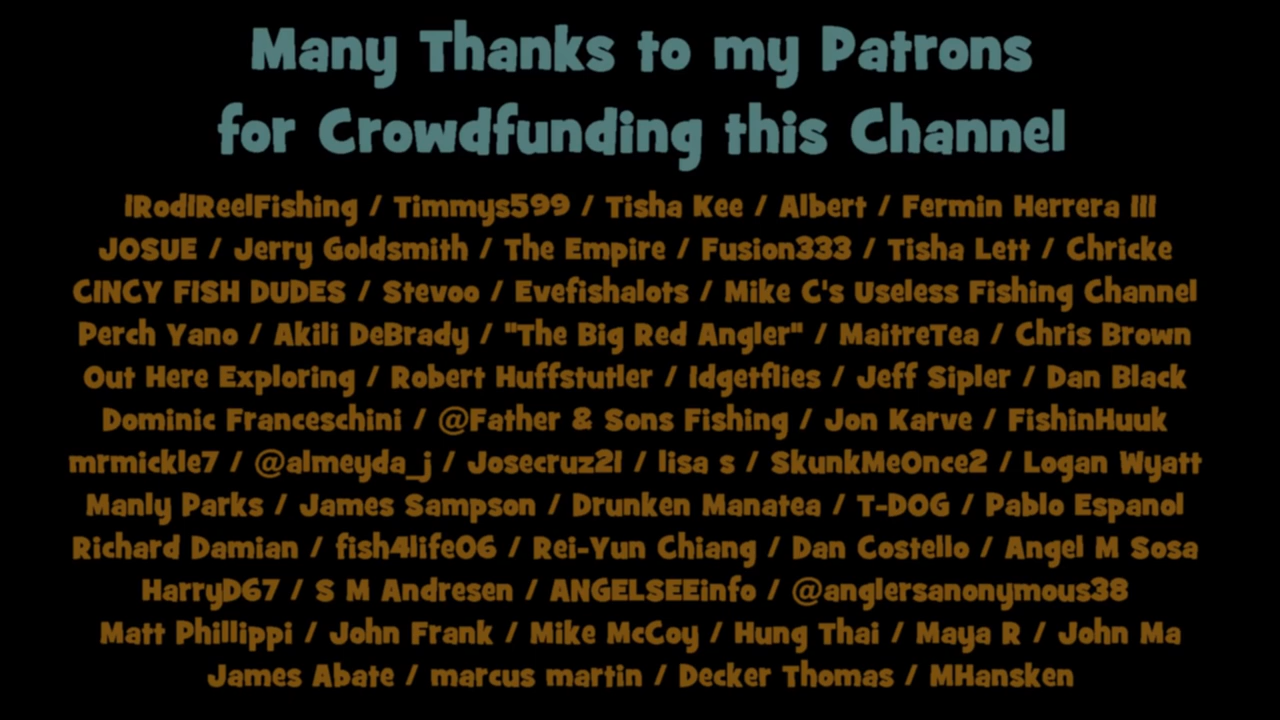 Many Thanks to my Patrons
for Crowdfunding this Channel
IRodIReelFishing / Timmys599 / Tisha Kee / Albert / Fermin Herrera III
JOSUE / Jerry Goldsmith / The Empire / Fusion333 / Tisha Lett / Chricke
CINCY FISH DUDES / Stevoo / Evefishalots / Mike C's Useless Fishing Channel
Perch Yano / Akili DeBrady / "The Big Red Angler" / MaitreTea / Chris Brown
Out Here Exploring / Robert Huffstutler / Idgetflies / Jeff Sipler / Dan Black
Dominic Franceschini / @Father & Sons Fishing / Jon Karve / FishinHuuk
mrmickle7 / @almeyda_j / Josecruz21 / lisa s / SkunkMeOnce2 / Logan Wyatt
Manly Parks / James Sampson / Drunken Manatea / T-DOG / Pablo Espanol
Richard Damian / fish4life06 / Rei-Yun Chiang / Dan Costello / Angel M Sosa
HarryD67 / S M Andresen / ANGELSEEinfo / @anglersanonymous38
Matt Phillippi / John Frank / Mike McCoy / Hung Thai / Maya R / John Ma
James Abate / marcus martin / Decker Thomas / MHansken